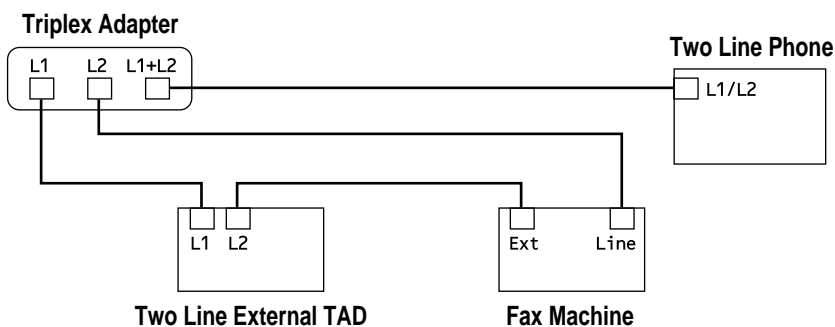 Triplex Adapter
L1 L2 L1+L2
Two Line Phone
L1/L2
L1 L2
Ext Line
Two Line External TAD
Fax Machine